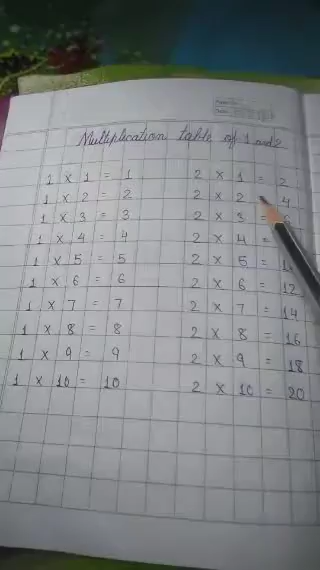 Multiplication table of 1 and 2
1 x 1 = 1 2 x 1 = 2
1 x 2 = 2 2 x 2 4
1 x 3 = 3 2 x 3 =
1 x 4 = 4 2 x 4 =
1 x 5 = 5 2 x 5 =
1 x 6 = 6 2 x 6 = 12
1 x 7 = 7 2 x 7 = 14
1 x 8 = 8 2 x 8 = 16
1 x 9 = 9 2 x 9 = 18
1 x 10 = 10 2 x 10 = 20